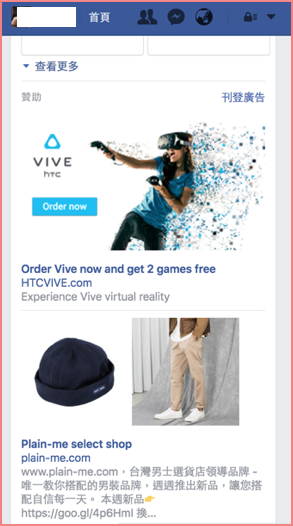 首頁
查看更多
贊助 刊登廣告
VIVE
htc
Order now
Order Vive now and get 2 games free
HTCVIVE.com
Experience Vive virtual reality
Plain-me select shop
plain-me.com
www.plain-me.com，台灣男士選貨店領導品牌 -
唯一教你搭配的男裝品牌，週週推出新品，讓您搭
配自信每一天。 本週新品👉
https://goo.gl/4p6Hml 換...